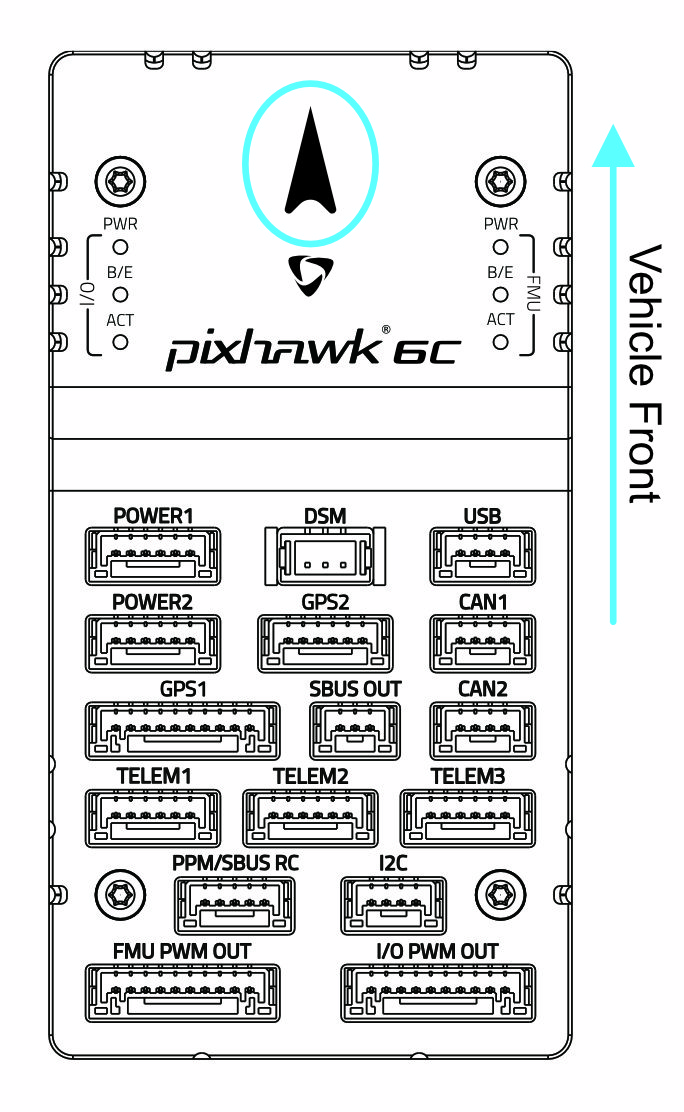 PWR PWR
B/E B/E
I/O FMU
ACT ACT
pixhawk® 6C
Vehicle Front
POWER1 DSM USB
POWER2 GPS2 CAN1
GPS1 SBUS OUT CAN2
TELEM1 TELEM2 TELEM3
PPM/SBUS RC I2C
FMU PWM OUT I/O PWM OUT